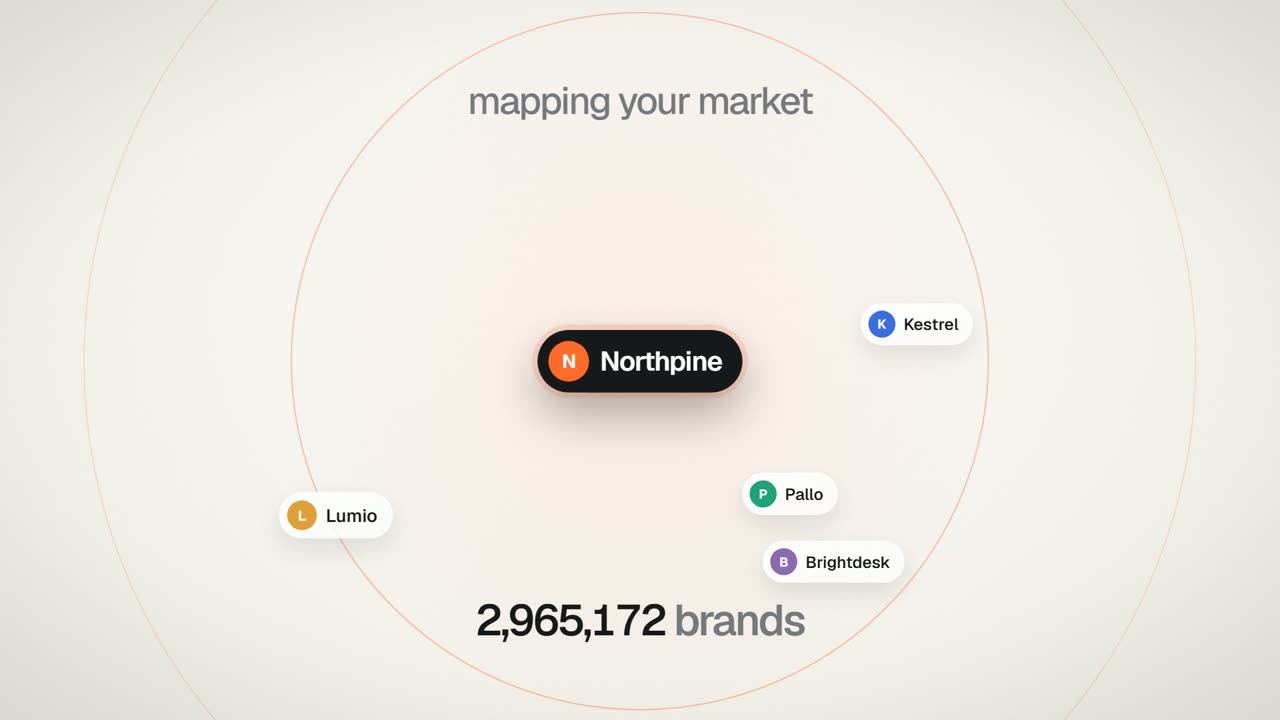 mapping your market
K Kestrel
N Northpine
P Pallo
L Lumio
B Brightdesk
2,965,172 brands